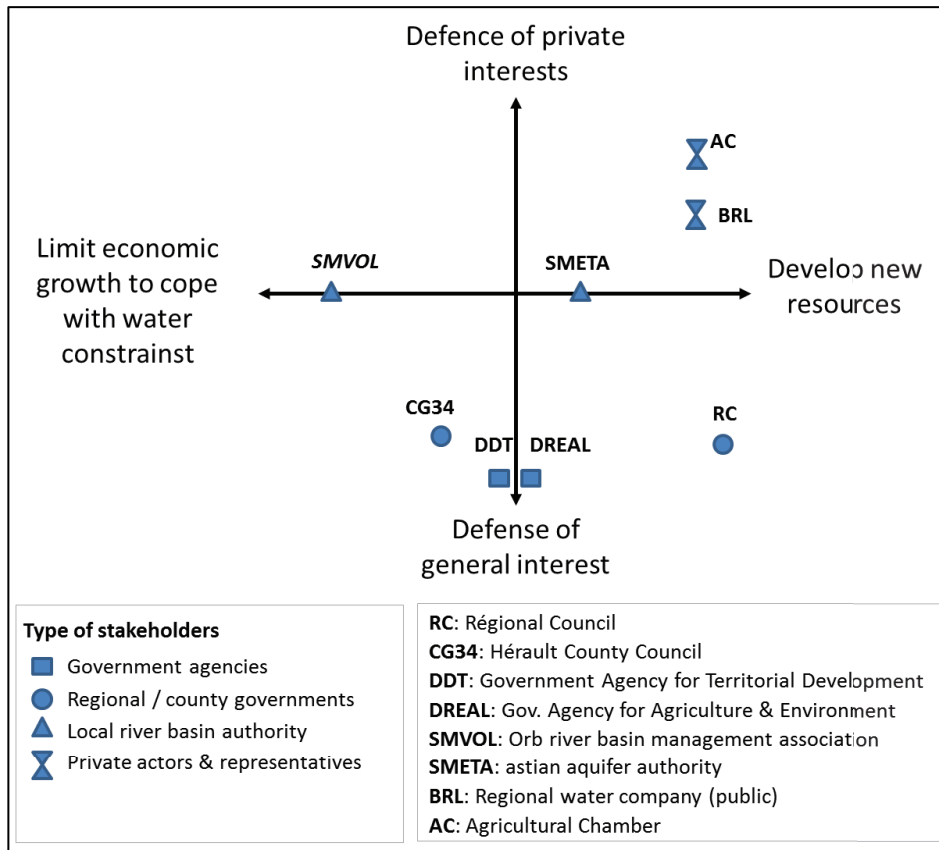 Defence of private
interests
AC
BRL
Limit economic
growth to cope
with water
constrainst
SMVOL
SMETA
Develop new
resources
CG34
RC
DDT
DREAL
Defense of
general interest
Type of stakeholders
Government agencies
Regional / county governments
Local river basin authority
Private actors & representatives
RC: Régional Council
CG34: Hérault County Council
DDT: Government Agency for Territorial Development
DREAL: Gov. Agency for Agriculture & Environment
SMVOL: Orb river basin management association
SMETA: astian aquifer authority
BRL: Regional water company (public)
AC: Agricultural Chamber